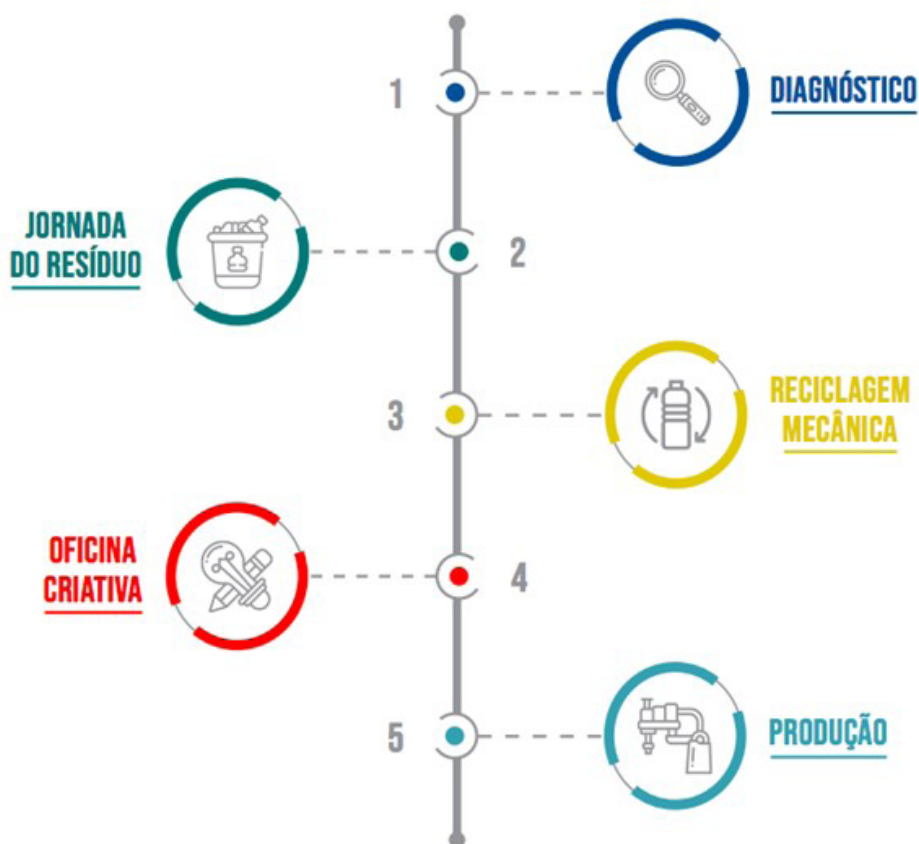 1
DIAGNÓSTICO
JORNADA
DO RESÍDUO
2
3
RECICLAGEM
MECÂNICA
OFICINA
CRIATIVA
4
5
PRODUÇÃO